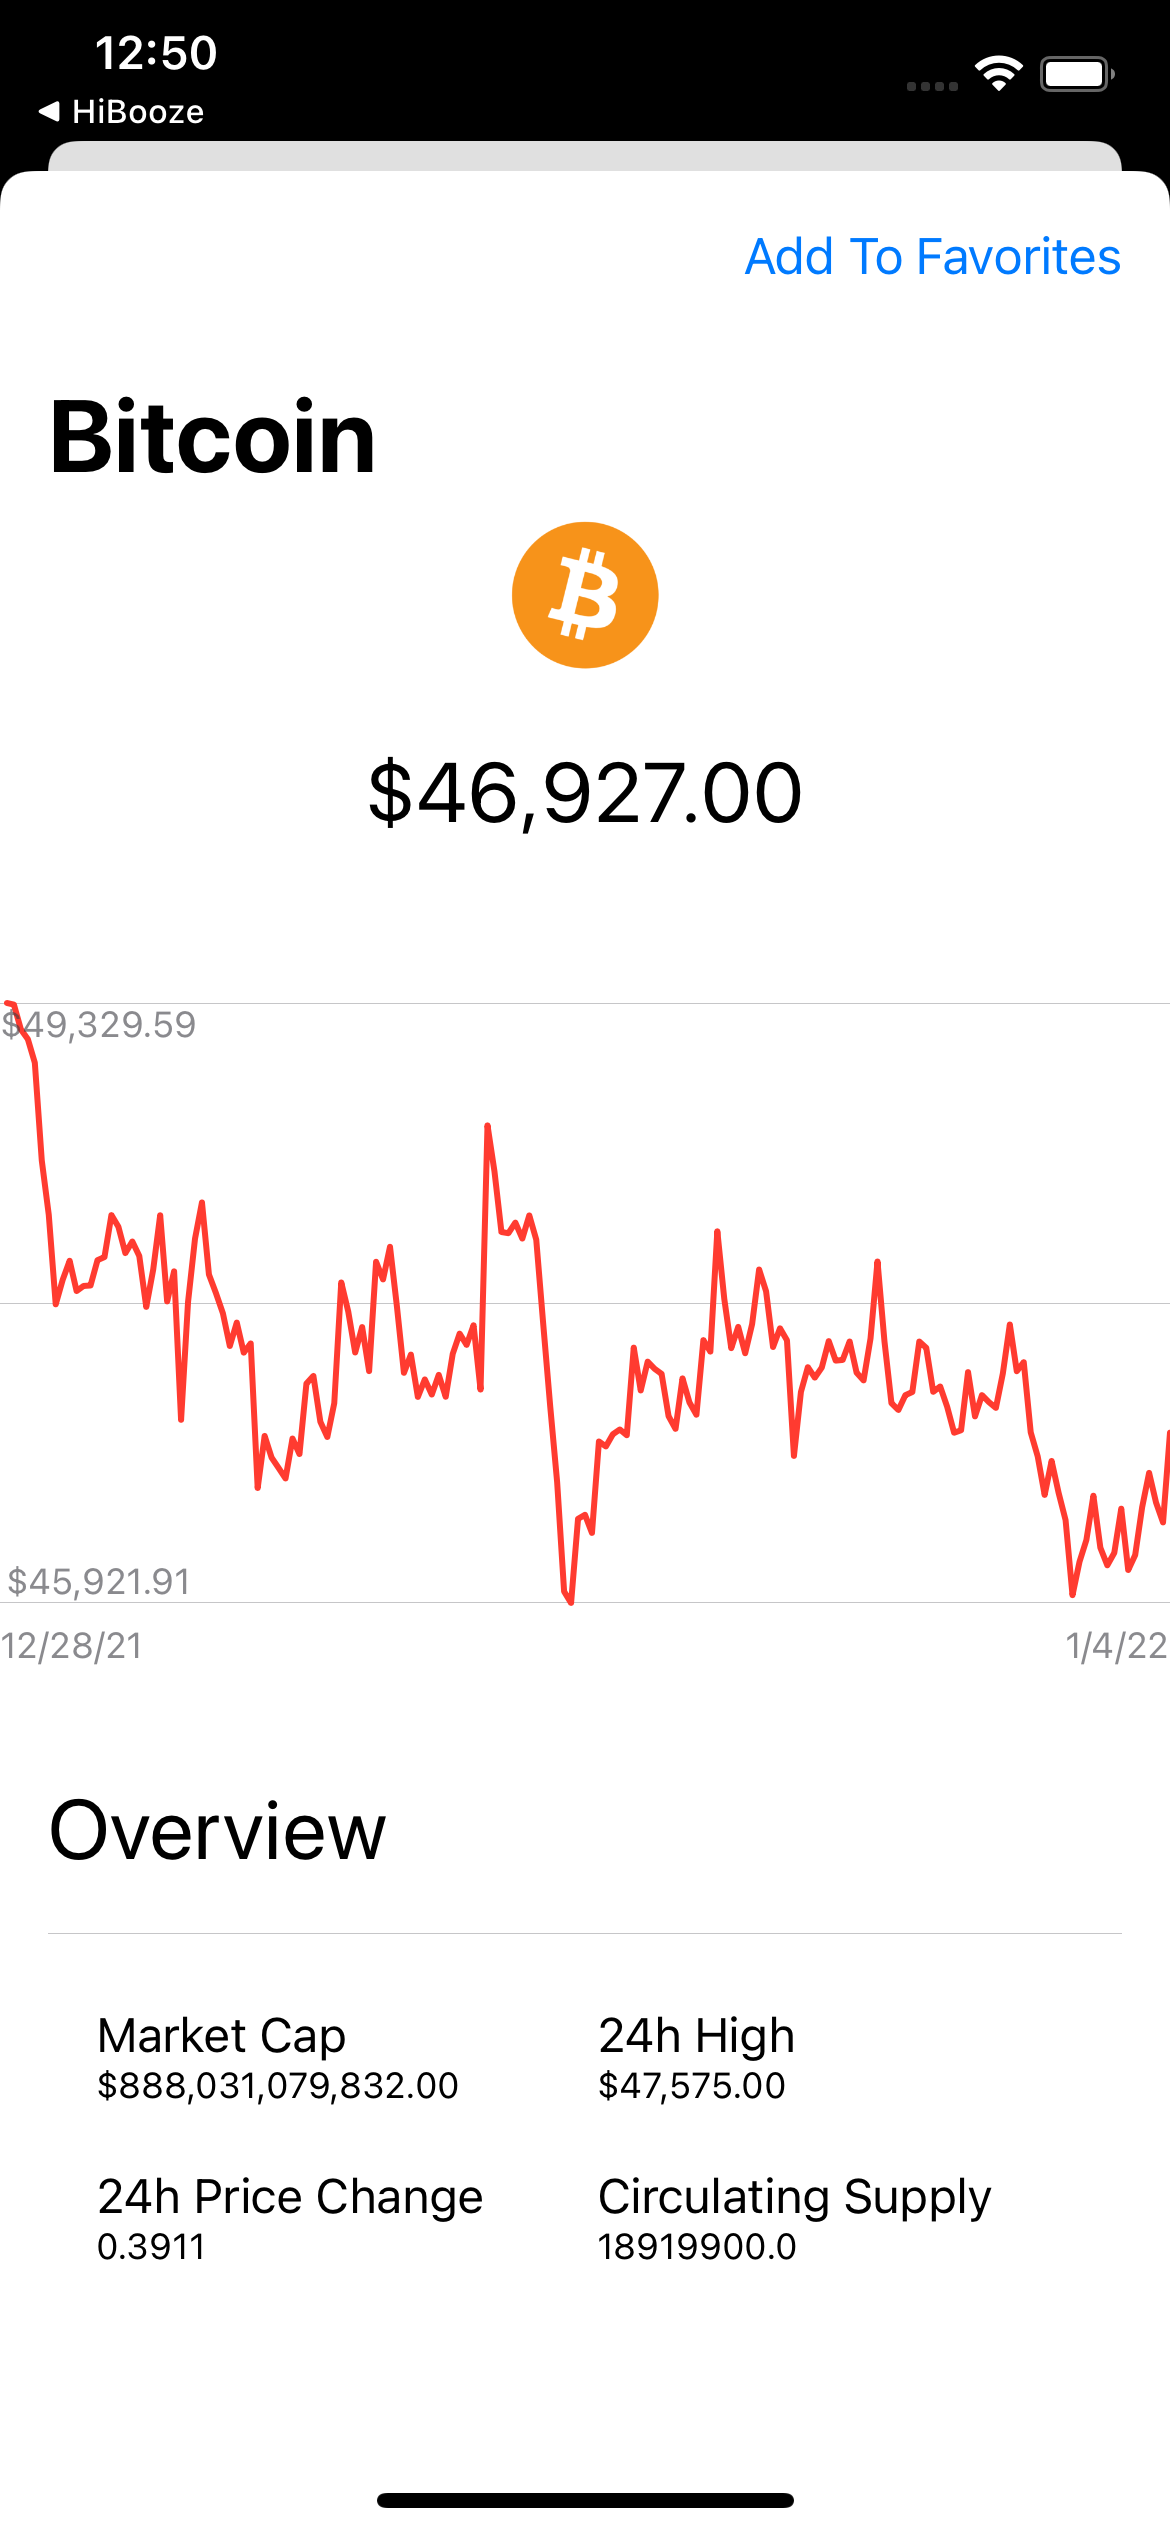 12:50
◀ HiBooze
Add To Favorites
Bitcoin
$46,927.00
$49,329.59
$45,921.91
12/28/21 1/4/22
Overview
Market Cap 24h High
$888,031,079,832.00 $47,575.00
24h Price Change Circulating Supply
0.3911 18919900.0